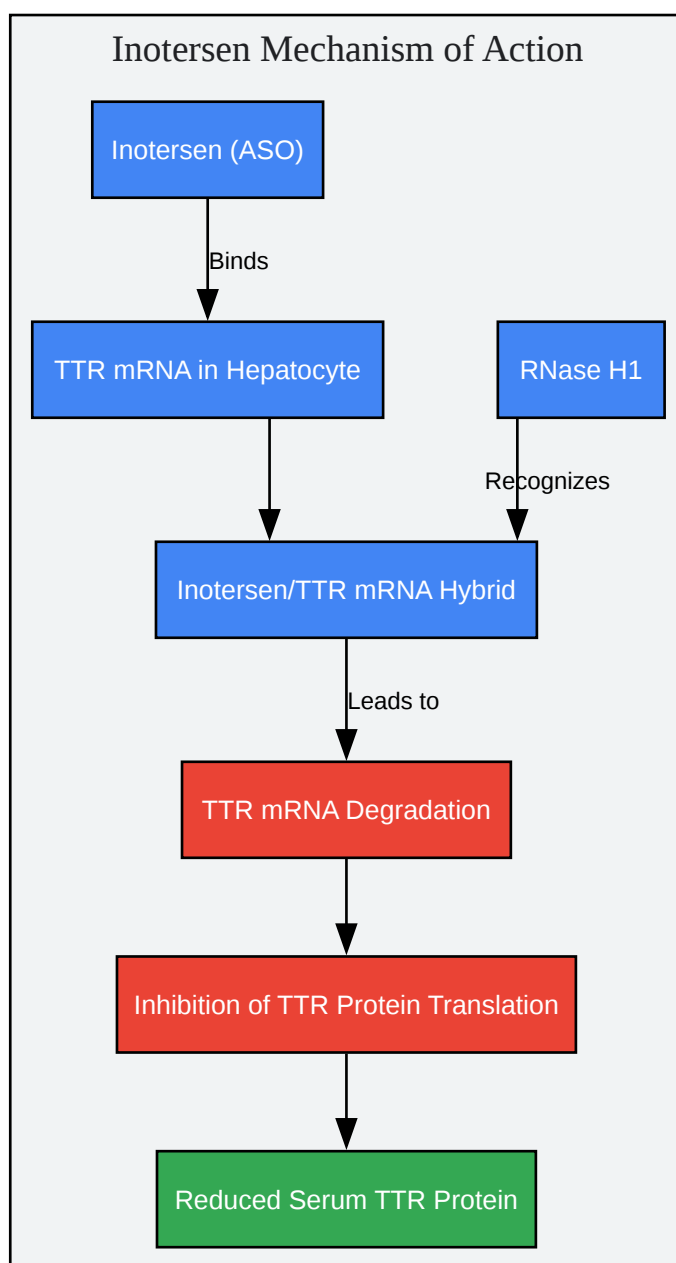 Inotersen Mechanism of Action
Inotersen (ASO)
Binds
TTR mRNA in Hepatocyte
RNase H1
Recognizes
Inotersen/TTR mRNA Hybrid
Leads to
TTR mRNA Degradation
Inhibition of TTR Protein Translation
Reduced Serum TTR Protein